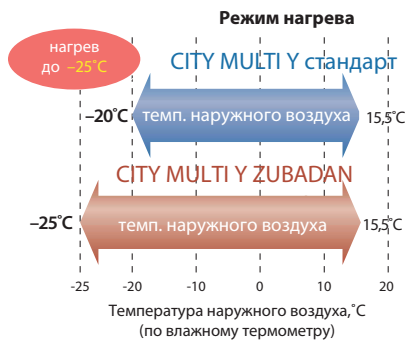 Режим нагрева
нагрев
до –25˚C
CITY MULTI Y стандарт
–20˚C
темп. наружного воздуха
15,5˚C
CITY MULTI Y ZUBADAN
–25˚C
темп. наружного воздуха
15,5˚C
-25 -20 -10 0 10 20
Температура наружного воздуха,˚C
(по влажному термометру)